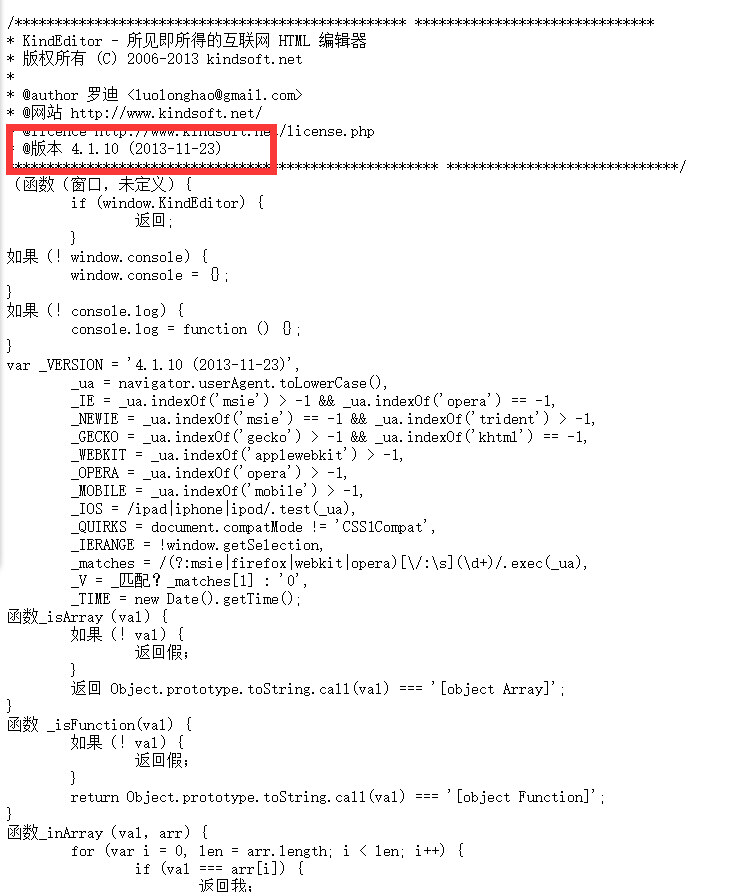 /************************************************* ******************************
* KindEditor - 所见即所得的互联网 HTML 编辑器
* 版权所有 (C) 2006-2013 kindsoft.net
*
* @author 罗迪 <luolonghao@gmail.com>
* @网站 http://www.kindsoft.net/
* @licence http://www.kindsoft.net/license.php
* @版本 4.1.10 (2013-11-23)
***************************************************** *****************************/
(函数 (窗口, 未定义) {
if (window.KindEditor) {
返回;
}
如果 (! window.console) {
window.console = {};
}
如果 (! console.log) {
console.log = function () {};
}
var _VERSION = '4.1.10 (2013-11-23)',
_ua = navigator.userAgent.toLowerCase(),
_IE = _ua.indexOf('msie') > -1 && _ua.indexOf('opera') == -1,
_NEWIE = _ua.indexOf('msie') == -1 && _ua.indexOf('trident') > -1,
_GECKO = _ua.indexOf('gecko') > -1 && _ua.indexOf('khtml') == -1,
_WEBKIT = _ua.indexOf('applewebkit') > -1,
_OPERA = _ua.indexOf('opera') > -1,
_MOBILE = _ua.indexOf('mobile') > -1,
_IOS = /ipad|iphone|ipod/.test(_ua),
_QUIRKS = document.compatMode != 'CSS1Compat',
_IERANGE = !window.getSelection,
_matches = /(?:msie|firefox|webkit|opera)[\/:\s](\d+)/.exec(_ua),
_V = _匹配? _matches[1] : '0',
_TIME = new Date().getTime();
函数_isArray (val) {
如果 (! val) {
返回假;
}
返回 Object.prototype.toString.call(val) === '[object Array]';
}
函数 _isFunction(val) {
如果 (! val) {
返回假;
}
return Object.prototype.toString.call(val) === '[object Function]';
}
函数_inArray (val, arr) {
for (var i = 0, len = arr.length; i < len; i++) {
if (val === arr[i]) {
返回我;